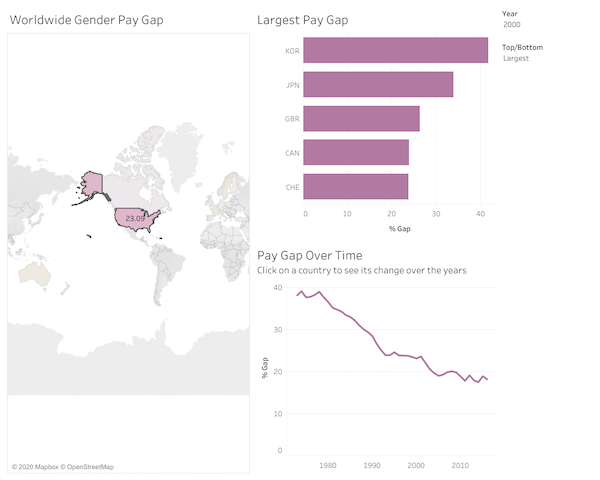 Worldwide Gender Pay Gap
23.09
© 2020 Mapbox © OpenStreetMap
Largest Pay Gap
KOR
JPN
GBR
CAN
CHE
0 10 20 30 40
% Gap
Year
2000
Top/Bottom
Largest
Pay Gap Over Time
Click on a country to see its change over the years
40
30
20
10
0
% Gap
1980 1990 2000 2010